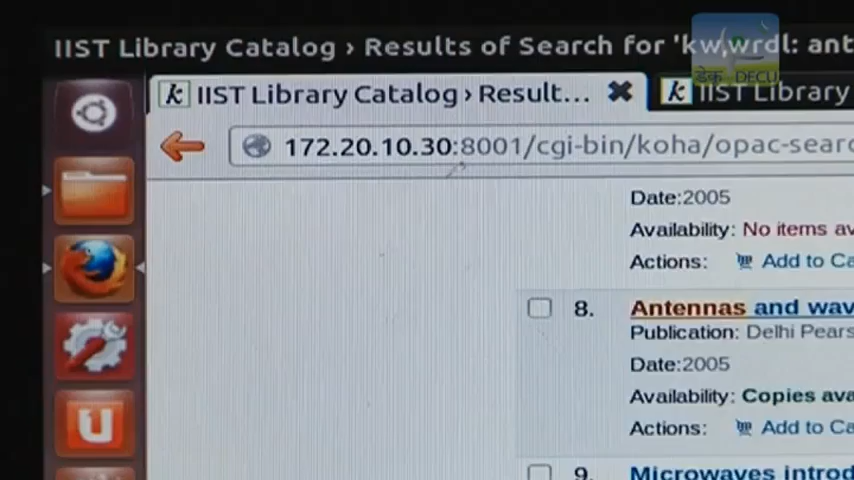 IIST Library Catalog › Results of Search for 'kw,wrdl: ant
डेकू DECU
k IIST Library Catalog › Result...
k IIST Library
172.20.10.30:8001/cgi-bin/koha/opac-searc
Date:2005
Availability: No items av
Actions: Add to Ca
8. Antennas and wav
Publication: Delhi Pears
Date:2005
Availability: Copies ava
Actions: Add to Ca
9. Microwaves introd